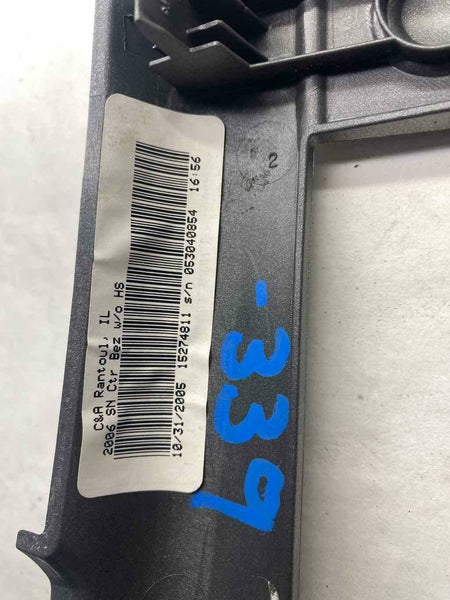 C&A Rantoul, IL
2006 SN Ctr Bez w/o HS
10/31/2005 15274811 s/n 053040854 16:56
2
-339